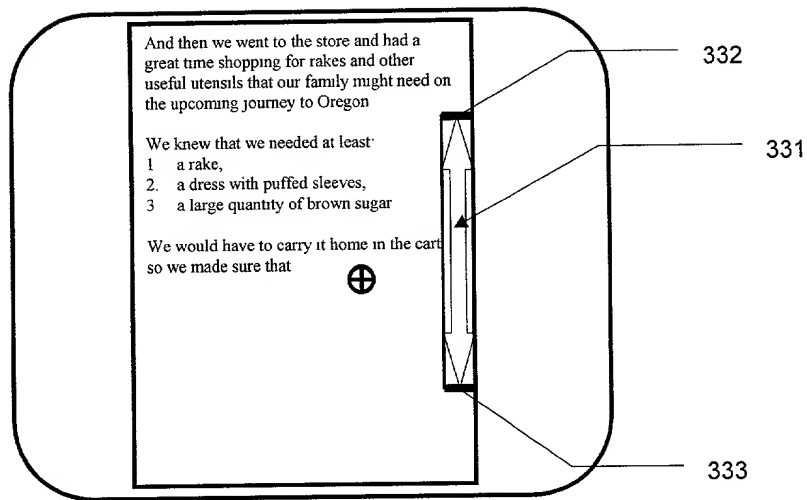 And then we went to the store and had a
great time shopping for rakes and other
useful utensils that our family might need on
the upcoming journey to Oregon
We knew that we needed at least:
1 a rake,
2. a dress with puffed sleeves,
3 a large quantity of brown sugar
We would have to carry it home in the cart
so we made sure that
332
331
333